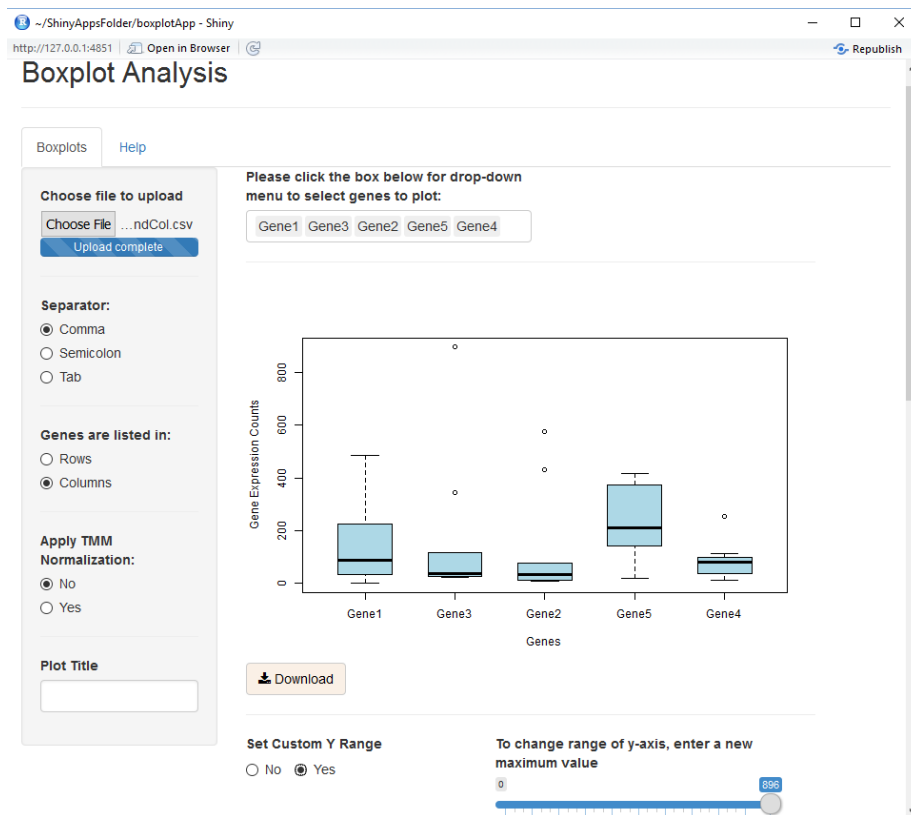 ~/ShinyAppsFolder/boxplotApp - Shiny
http://127.0.0.1:4851 Open in Browser Republish
Boxplot Analysis
Boxplots Help
Choose file to upload
Choose File ...ndCol.csv
Upload complete
Separator:
Comma
Semicolon
Tab
Genes are listed in:
Rows
Columns
Apply TMM
Normalization:
No
Yes
Plot Title
Please click the box below for drop-down
menu to select genes to plot:
Gene1 Gene3 Gene2 Gene5 Gene4
Gene Expression Counts
800
600
400
200
0
Gene1 Gene3 Gene2 Gene5 Gene4
Genes
Download
Set Custom Y Range
No Yes
To change range of y-axis, enter a new
maximum value
0 896